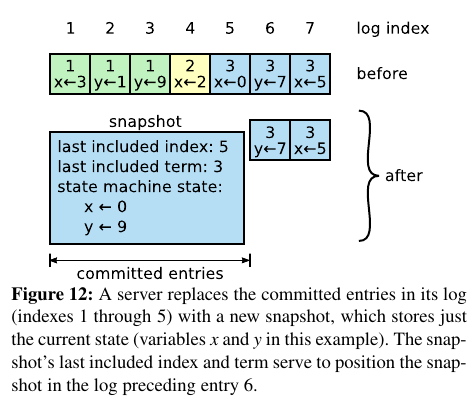 1 2 3 4 5 6 7 log index
1 1 1 2 3 3 3
x←3 y←1 y←9 x←2 x←0 y←7 x←5 before
snapshot
last included index: 5
last included term: 3
state machine state:
x ← 0
y ← 9
3 3
y←7 x←5
after
committed entries
Figure 12: A server replaces the committed entries in its log
(indexes 1 through 5) with a new snapshot, which stores just
the current state (variables x and y in this example). The snap-
shot's last included index and term serve to position the snap-
shot in the log preceding entry 6.